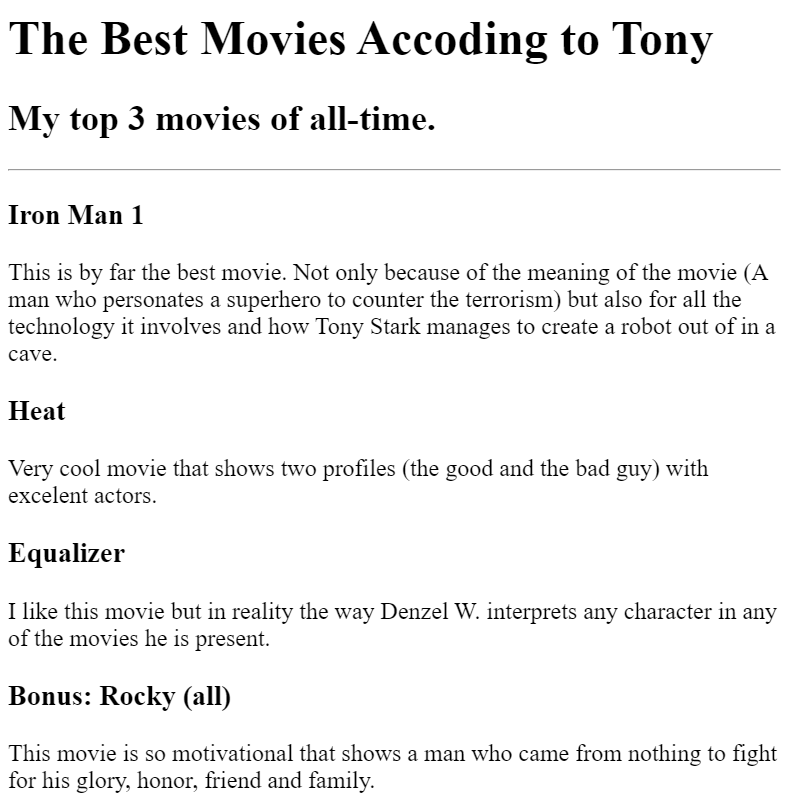 The Best Movies Accoding to Tony
My top 3 movies of all-time.
Iron Man 1
This is by far the best movie. Not only because of the meaning of the movie (A
man who personates a superhero to counter the terrorism) but also for all the
technology it involves and how Tony Stark manages to create a robot out of in a
cave.
Heat
Very cool movie that shows two profiles (the good and the bad guy) with
excelent actors.
Equalizer
I like this movie but in reality the way Denzel W. interprets any character in any
of the movies he is present.
Bonus: Rocky (all)
This movie is so motivational that shows a man who came from nothing to fight
for his glory, honor, friend and family.